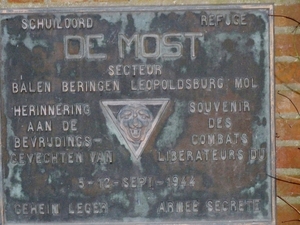 SCHUILOORD REFUGE
DE MOST
SECTEUR
BALEN BERINGEN LEOPOLDSBURG MOL
HERINNERING SOUVENIR
AAN DE DES
BEVRIJDINGS- COMBATS
GEVECHTEN VAN LIBERATEURS DU
5-12-SEPT-1944
GEHEIM LEGER ARMEE SECRETE